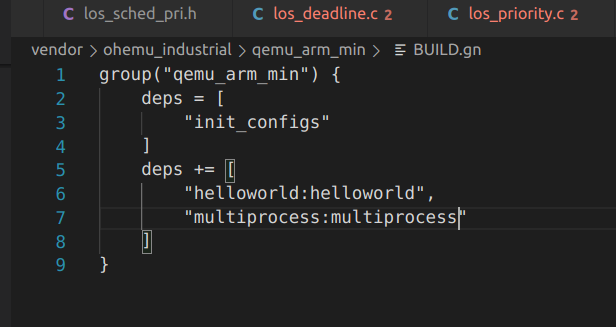 C los_sched_pri.h C los_deadline.c 2 C los_priority.c 2
vendor > ohemu_industrial > qemu_arm_min > BUILD.gn
1 group("qemu_arm_min") {
2     deps = [
3         "init_configs"
4     ]
5     deps += [
6         "helloworld:helloworld",
7         "multiprocess:multiprocess"
8     ]
9 }